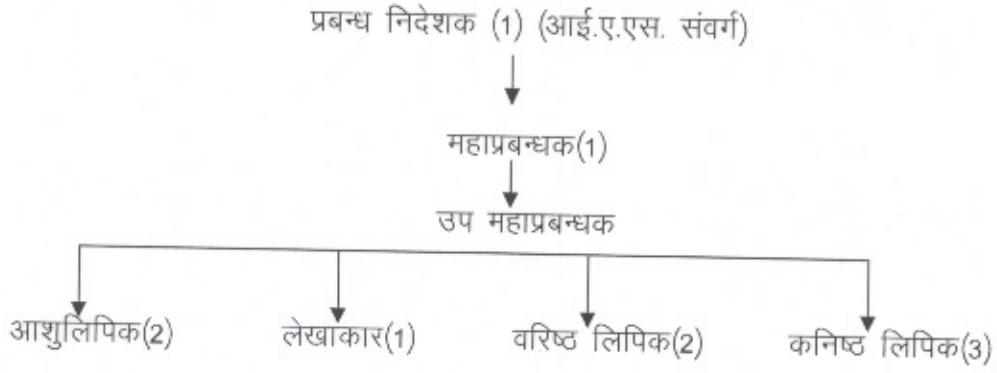 प्रबन्ध निदेशक (1) (आई.ए.एस. संवर्ग)
महाप्रबन्धक(1)
उप महाप्रबन्धक
आशुलिपिक(2) लेखाकार(1) वरिष्ठ लिपिक(2) कनिष्ठ लिपिक(3)